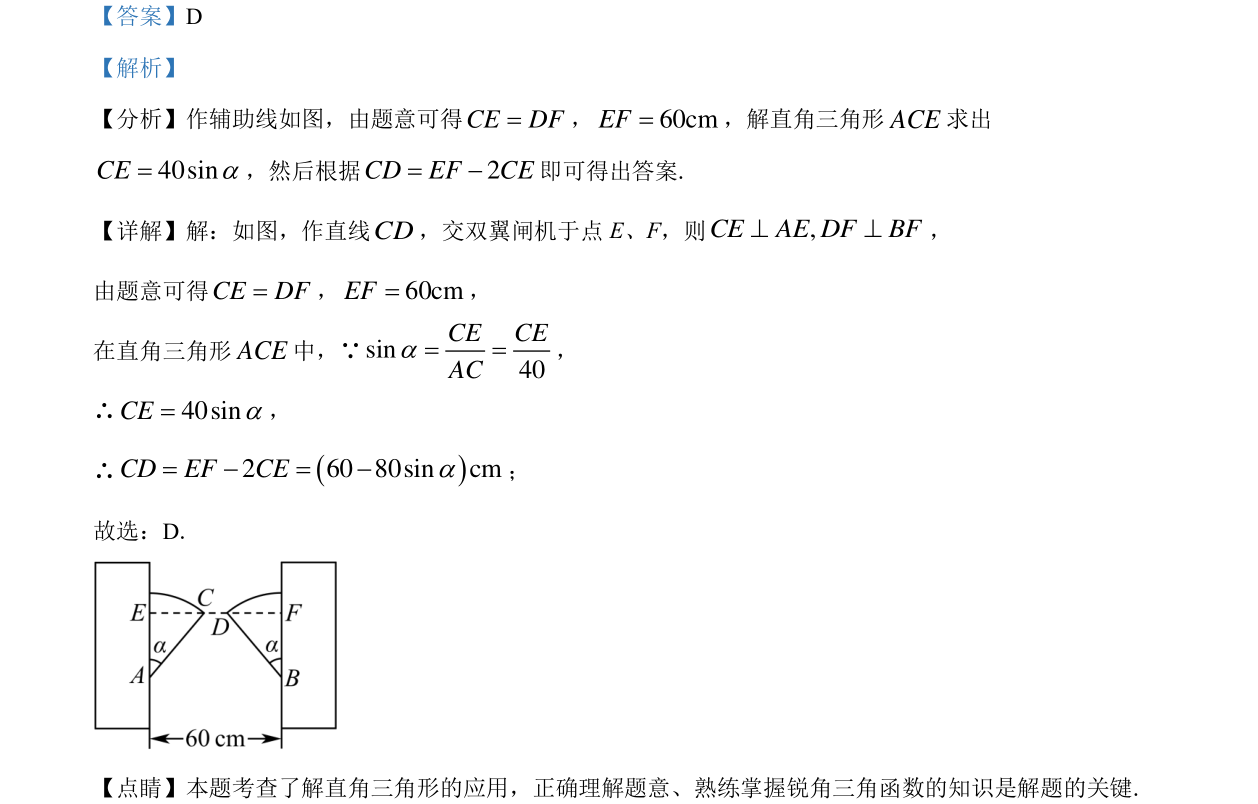 【答案】D
【解析】
【分析】作辅助线如图，由题意可得CE = DF，EF = 60cm，解直角三角形ACE求出
CE = 40sinα，然后根据CD = EF − 2CE即可得出答案.
【详解】解：如图，作直线CD，交双翼闸机于点E、F，则CE ⊥ AE, DF ⊥ BF，
由题意可得CE = DF，EF = 60cm，
在直角三角形ACE中，∵ sinα = CE/AC = CE/40，
∴ CE = 40sinα，
∴ CD = EF − 2CE = (60 − 80sinα)cm；
故选：D.
C
E F
D
α α
A B
60 cm
【点睛】本题考查了解直角三角形的应用，正确理解题意、熟练掌握锐角三角函数的知识是解题的关键.